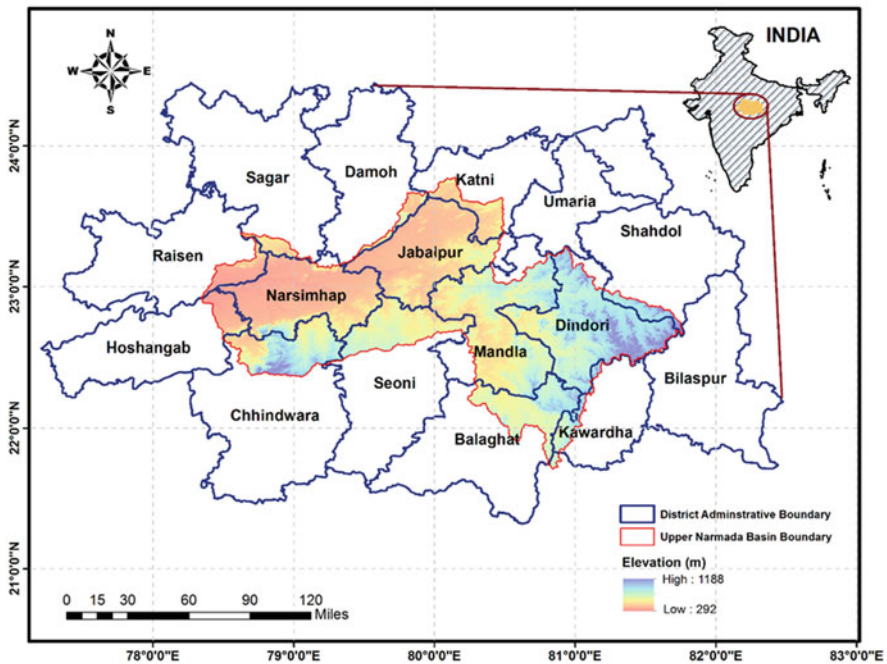 INDIA
N
W E
S
24°0'0"N
23°0'0"N
22°0'0"N
21°0'0"N
Sagar
Damoh
Katni
Umaria
Shahdol
Raisen
Jabalpur
Narsimhap
Dindori
Hoshangab
Mandla
Seoni
Bilaspur
Chhindwara
Balaghat
Kawardha
District Adminstrative Boundary
Upper Narmada Basin Boundary
Elevation (m)
High : 1188
Low : 292
0 15 30 60 90 120
Miles
78°0'0"E 79°0'0"E 80°0'0"E 81°0'0"E 82°0'0"E 83°0'0"E